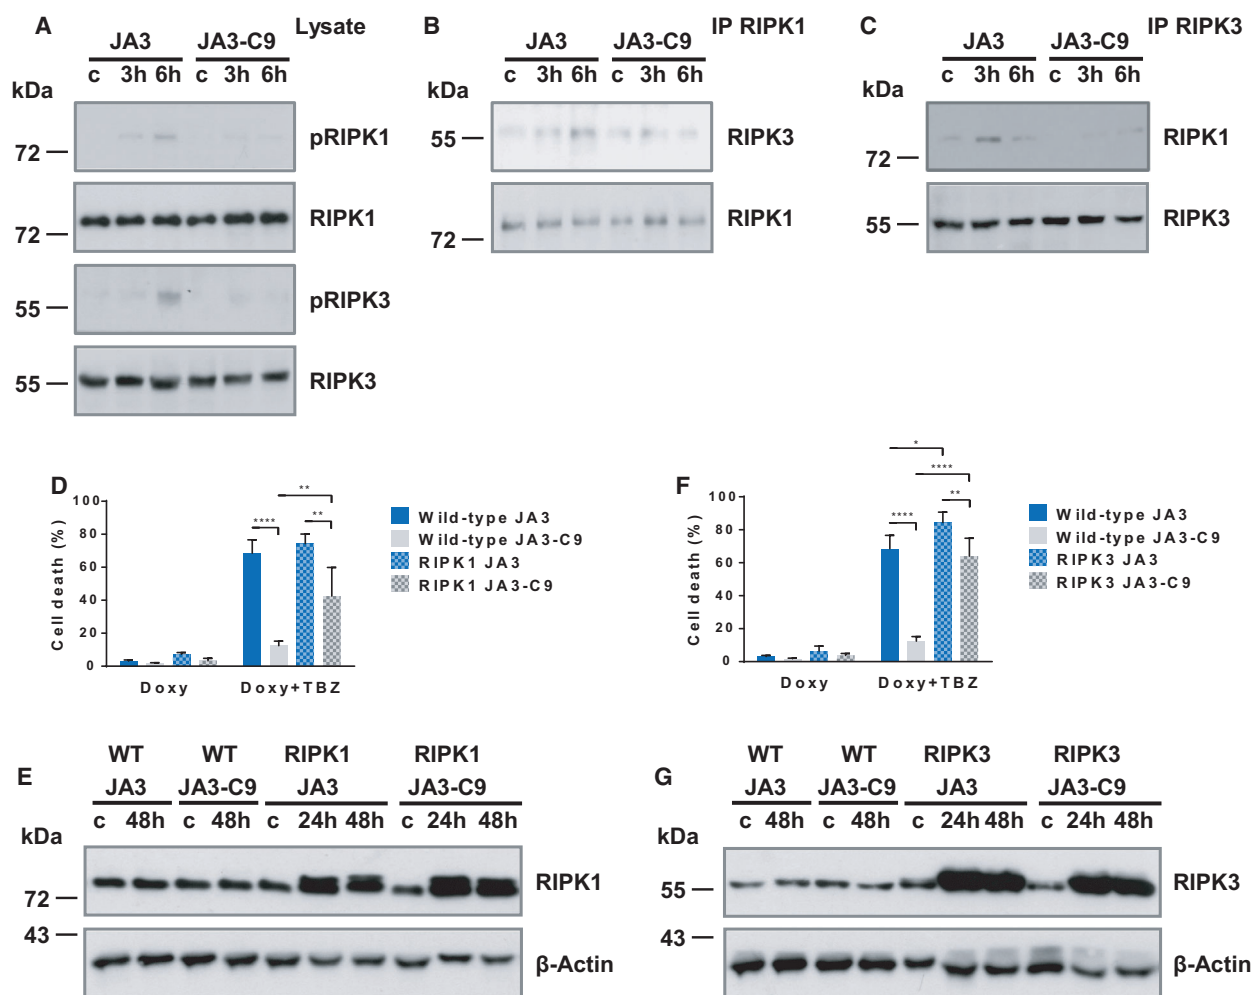 A
Lysate
JA3 JA3-C9
c 3h 6h c 3h 6h
kDa
72
pRIPK1
72
RIPK1
55
pRIPK3
55
RIPK3
B
IP RIPK1
JA3 JA3-C9
c 3h 6h c 3h 6h
kDa
55
RIPK3
72
RIPK1
C
IP RIPK3
JA3 JA3-C9
c 3h 6h c 3h 6h
kDa
72
RIPK1
55
RIPK3
D
Cell death (%)
100
80
60
40
20
0
**
**** **
Doxy Doxy+TBZ
Wild-type JA3
Wild-type JA3-C9
RIPK1 JA3
RIPK1 JA3-C9
F
Cell death (%)
100
80
60
40
20
0
*
****
**** **
Doxy Doxy+TBZ
Wild-type JA3
Wild-type JA3-C9
RIPK3 JA3
RIPK3 JA3-C9
E
WT WT RIPK1 RIPK1
JA3 JA3-C9 JA3 JA3-C9
c 48h c 48h c 24h 48h c 24h 48h
kDa
72
RIPK1
43
β-Actin
G
WT WT RIPK3 RIPK3
JA3 JA3-C9 JA3 JA3-C9
c 48h c 48h c 24h 48h c 24h 48h
kDa
55
RIPK3
43
β-Actin